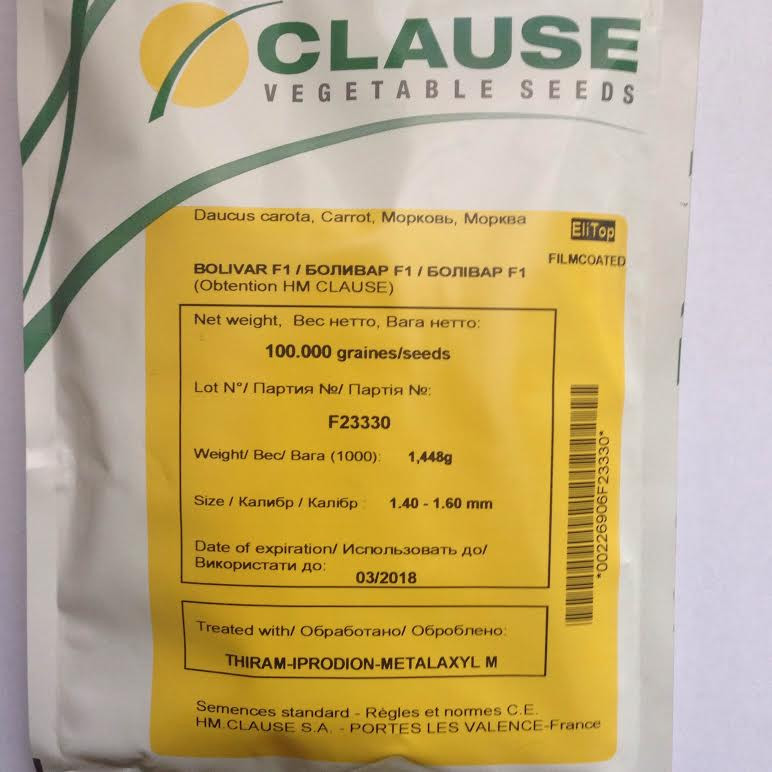 CLAUSE
VEGETABLE SEEDS
Daucus carota, Carrot, Морковь, Морква
EliTop
FILMCOATED
BOLIVAR F1 / БОЛИВАР F1 / БОЛІВАР F1
(Obtention HM CLAUSE)
Net weight, Вес нетто, Вага нетто:
100.000 graines/seeds
Lot N°/ Партия №/ Партія №:
F23330
Weight/ Вес/ Вага (1000): 1,448g
Size / Калибр / Калібр : 1.40 - 1.60 mm
Date of expiration/ Использовать до/
Використати до:
03/2018
*00226906F23330*
Treated with/ Обработано/ Оброблено:
THIRAM-IPRODION-METALAXYL M
Semences standard - Règles et normes C.E.
HM.CLAUSE S.A. - PORTES LES VALENCE-France